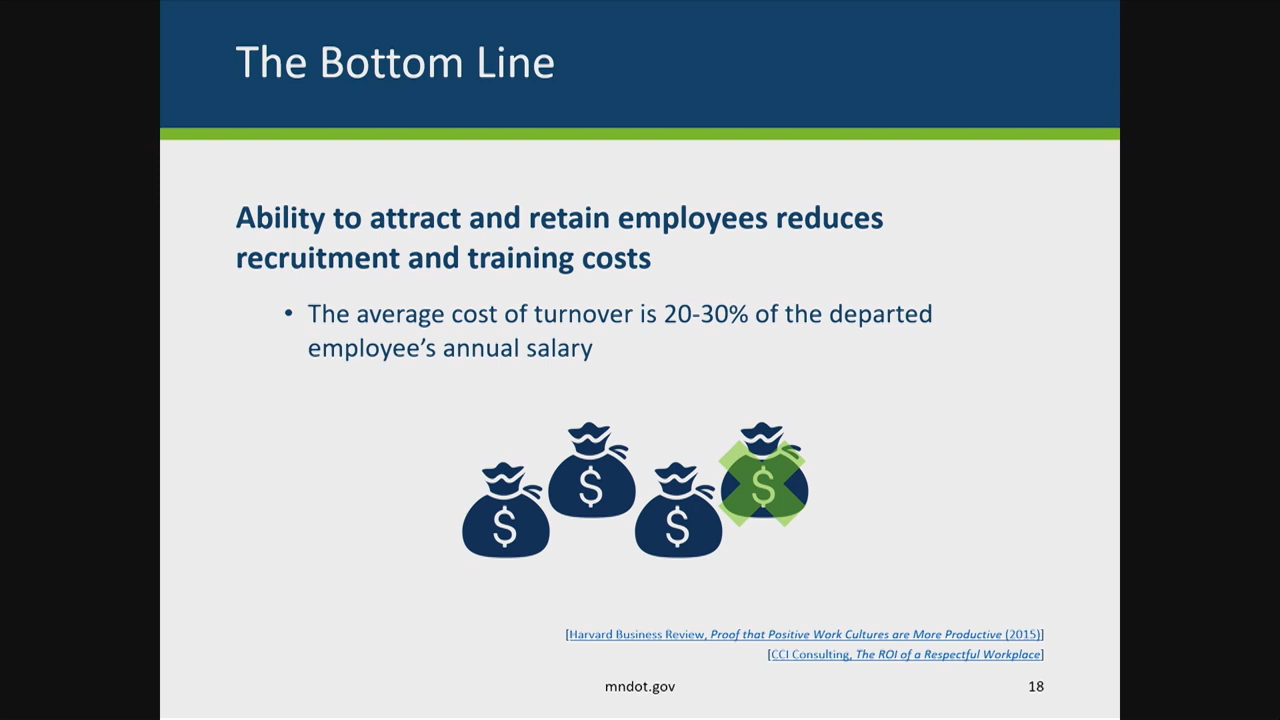 The Bottom Line
Ability to attract and retain employees reduces
recruitment and training costs
• The average cost of turnover is 20-30% of the departed
employee’s annual salary
$ $ $ $
[Harvard Business Review, Proof that Positive Work Cultures are More Productive (2015)]
[CCI Consulting, The ROI of a Respectful Workplace]
mndot.gov 18